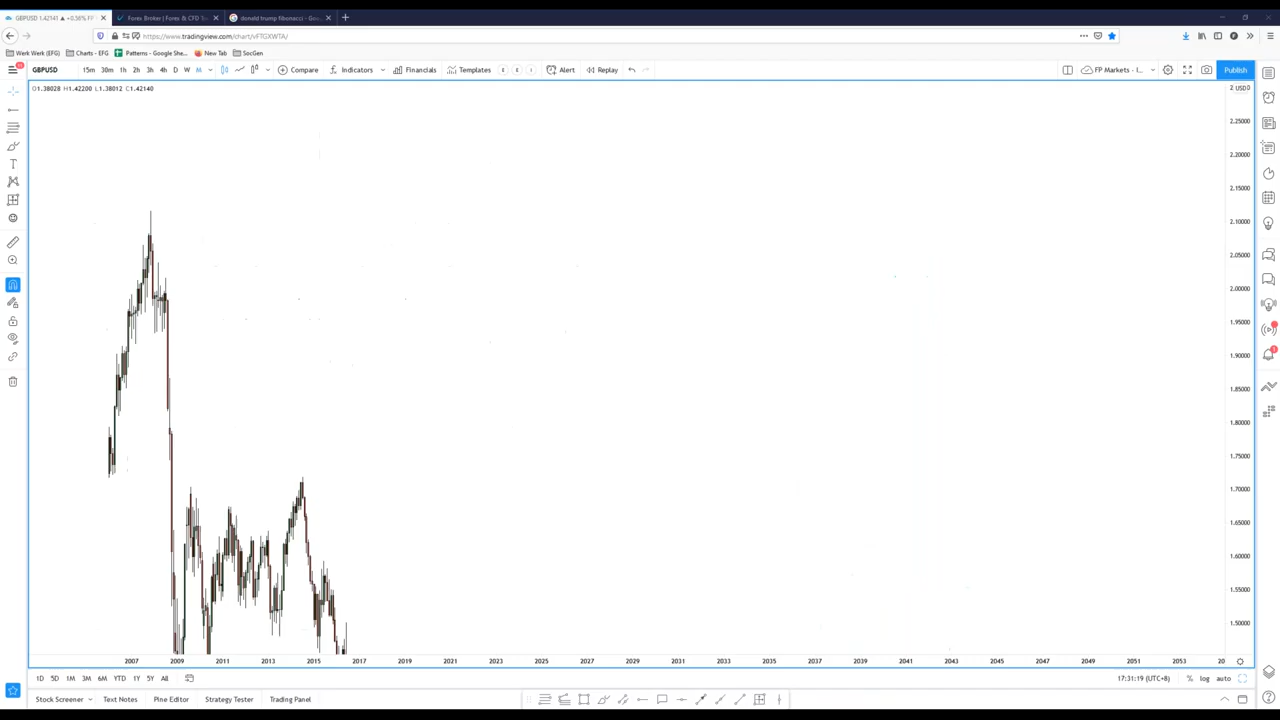 GBPUSD 1.42141 ▲ +0.56%
Forex Broker | Forex & CFD
donald trump fibonacci - Goo
https://www.tradingview.com/chart/vFTGXWTA/
Werk Werk (EFG) Charts - EFG Patterns - Google She New Tab SocGen
GBPUSD 15m 30m 1h 2h 3h 4h D W M Compare Indicators Financials Templates Alert Replay FP Markets - I... Publish
O1.38028 H1.42200 L1.38012 C1.42140
USD
2.25000
2.20000
2.15000
2.10000
2.05000
2.00000
1.95000
1.90000
1.85000
1.80000
1.75000
1.70000
1.65000
1.60000
1.55000
1.50000
2007 2009 2011 2013 2015 2017 2019 2021 2023 2025 2027 2029 2031 2033 2035 2037 2039 2041 2043 2045 2047 2049 2051 2053 20
1D 5D 1M 3M 6M YTD 1Y 5Y All 17:31:19 (UTC+8) % log auto
Stock Screener Text Notes Pine Editor Strategy Tester Trading Panel